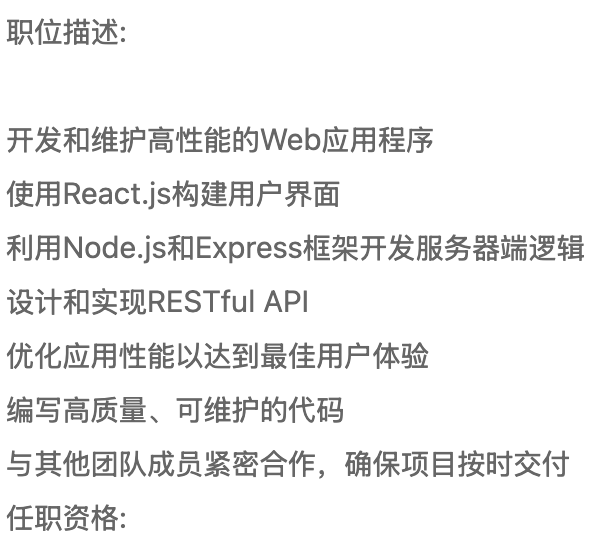 职位描述:
开发和维护高性能的Web应用程序
使用React.js构建用户界面
利用Node.js和Express框架开发服务器端逻辑
设计和实现RESTful API
优化应用性能以达到最佳用户体验
编写高质量、可维护的代码
与其他团队成员紧密合作，确保项目按时交付
任职资格: